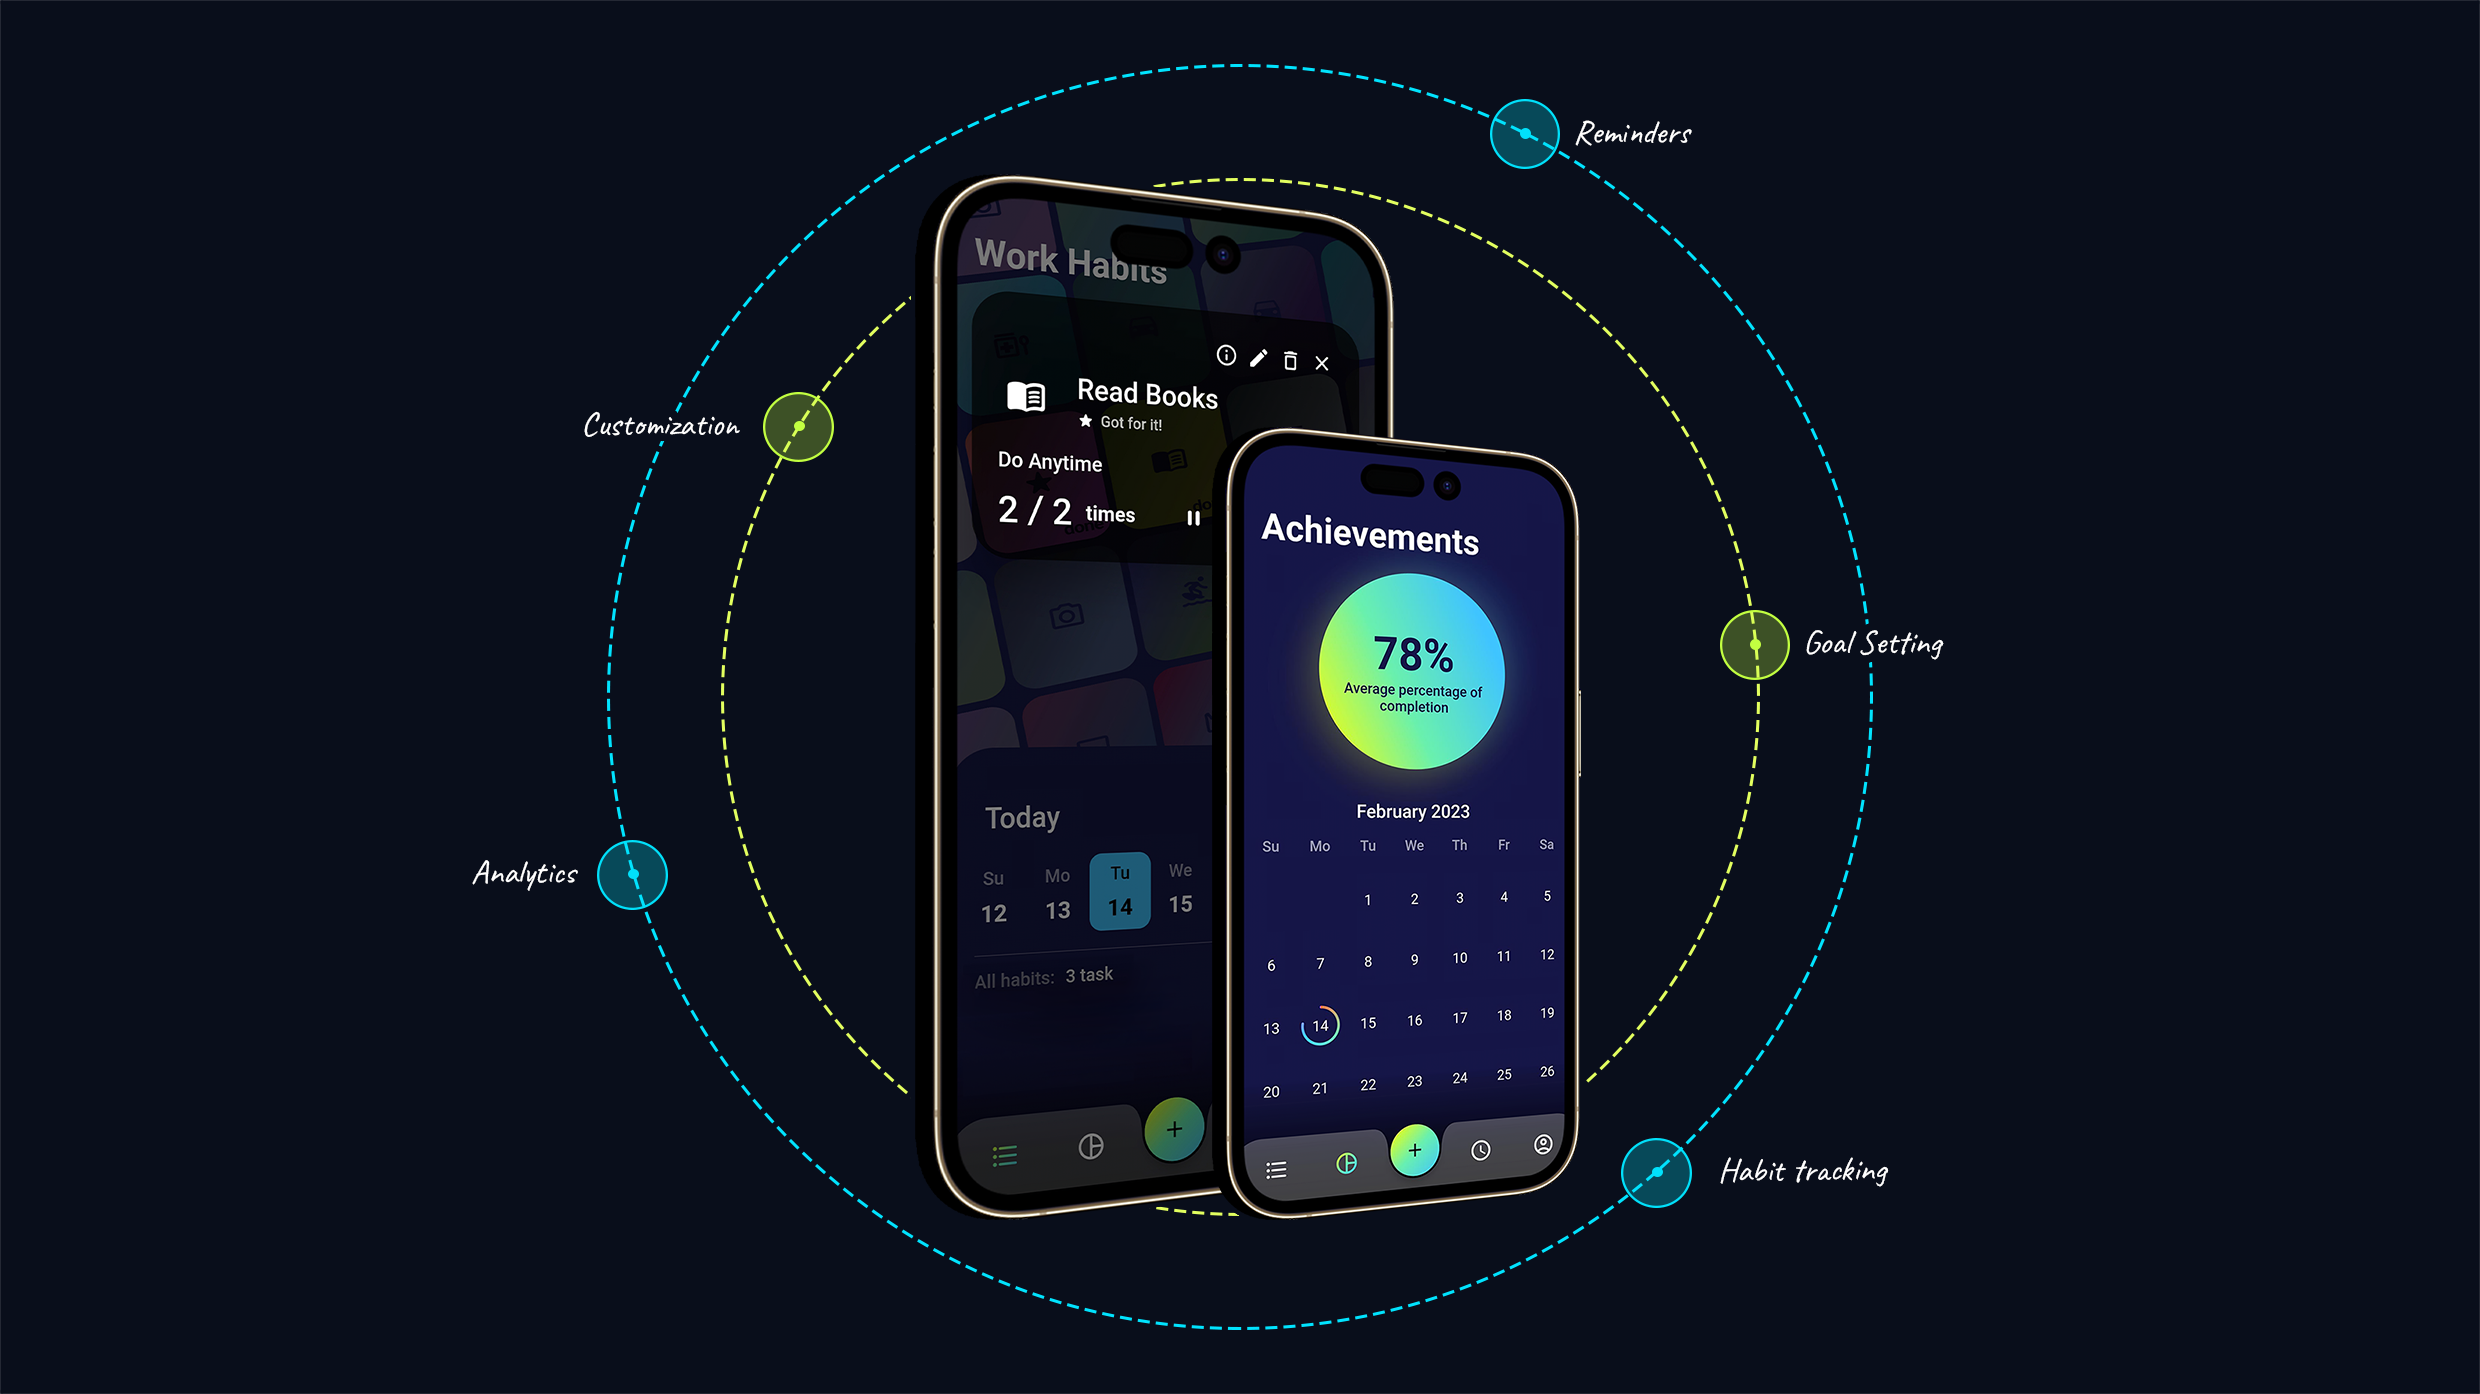 Reminders
Customization
Goal Setting
Analytics
Habit tracking
Work Habits
Read Books
Got for it!
Do Anytime
2 / 2 times
done
do
Today
Su Mo Tu We
12 13 14 15
All habits: 3 task
Achievements
78%
Average percentage of
completion
February 2023
Su Mo Tu We Th Fr Sa
1 2 3 4 5
6 7 8 9 10 11 12
13 14 15 16 17 18 19
20 21 22 23 24 25 26